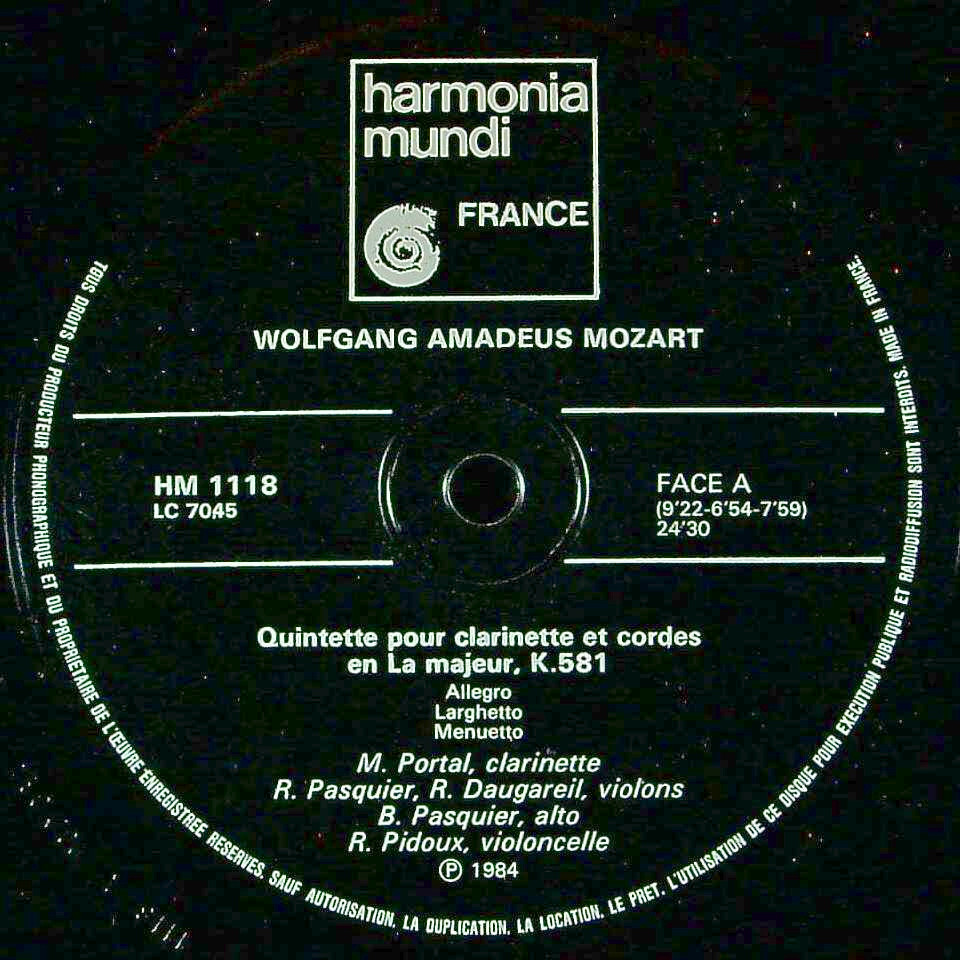 harmonia
mundi
FRANCE
WOLFGANG AMADEUS MOZART
HM 1118
LC 7045
FACE A
(9'22-6'54-7'59)
24'30
Quintette pour clarinette et cordes
en La majeur, K.581
Allegro
Larghetto
Menuetto
M. Portal, clarinette
R. Pasquier, R. Daugareil, violons
B. Pasquier, alto
R. Pidoux, violoncelle
℗ 1984
TOUS DROITS DU PRODUCTEUR PHONOGRAPHIQUE ET DU PROPRIETAIRE DE L'ŒUVRE ENREGISTREE RESERVES. SAUF AUTORISATION, LA DUPLICATION, LA LOCATION, LE PRET, L'UTILISATION DE CE DISQUE POUR EXECUTION PUBLIQUE ET RADIODIFFUSION SONT INTERDITS. MADE IN FRANCE.